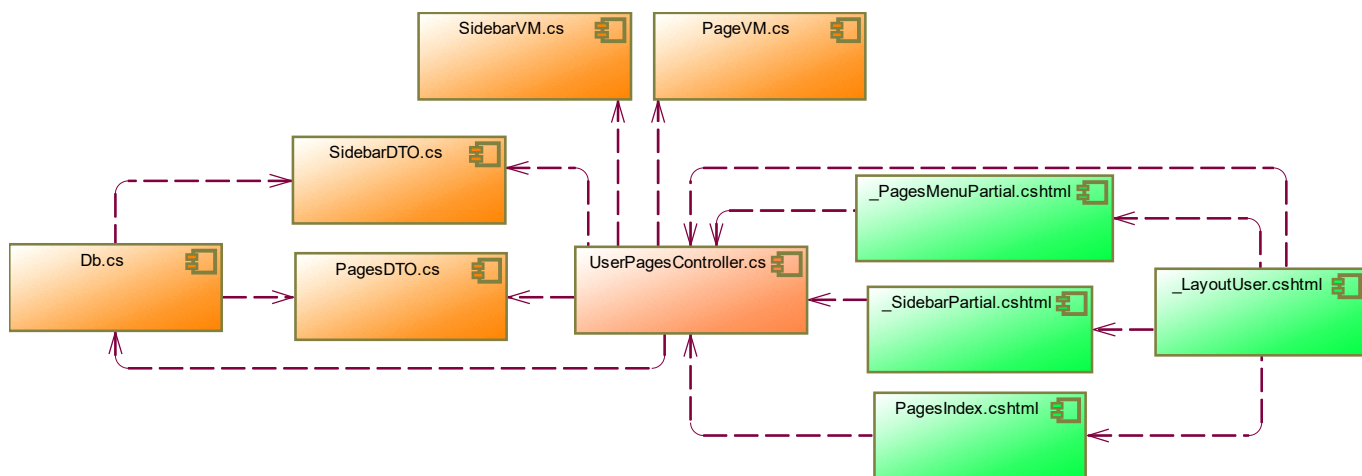 SidebarVM.cs
PageVM.cs
SidebarDTO.cs
_PagesMenuPartial.cshtml
Db.cs
PagesDTO.cs
UserPagesController.cs
_LayoutUser.cshtml
_SidebarPartial.cshtml
PagesIndex.cshtml